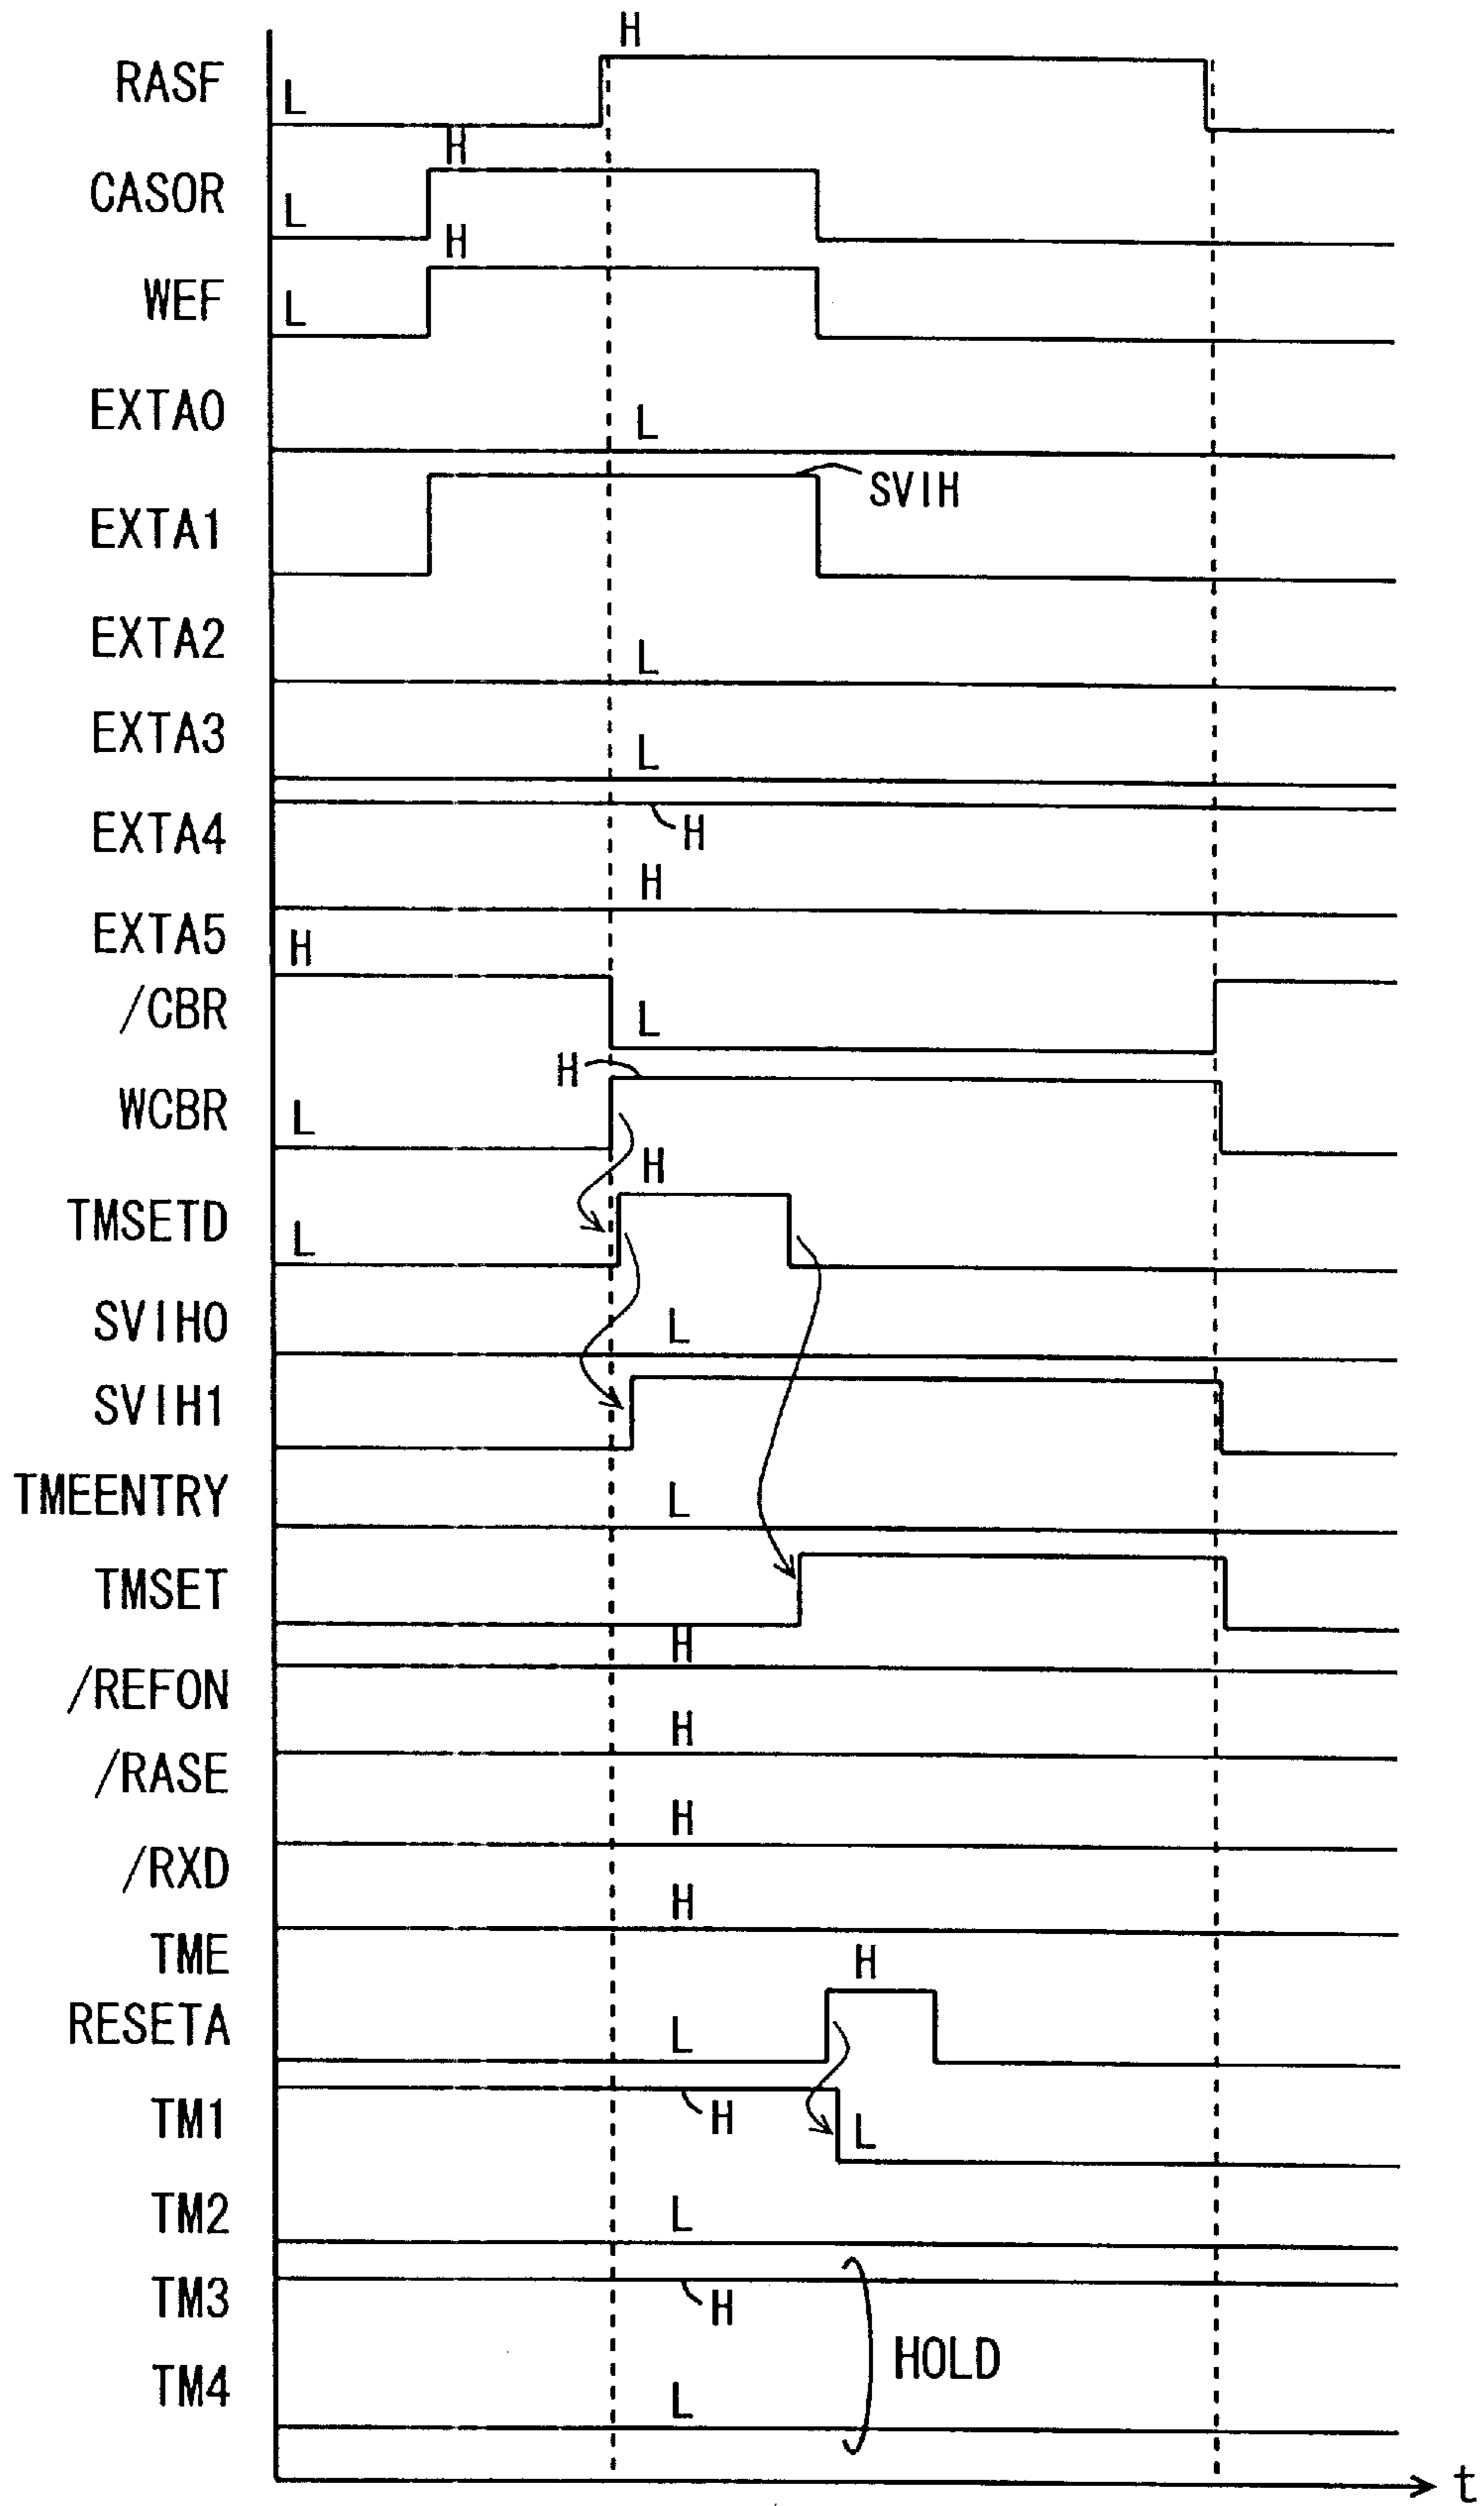 H
RASF L
H
CASOR L
H
WEF L
EXTA0 L
SVIH
EXTA1
EXTA2 L
EXTA3 L
EXTA4 H
H
EXTA5
H
/CBR L
H
WCBR L
H
TMSETD L
SVIH0 L
SVIH1
TMEENTRY L
TMSET
H
/REFON
H
/RASE
H
/RXD
H
TME
H
RESETA L
TM1 H L
TM2 L
TM3 H
HOLD
TM4 L
t